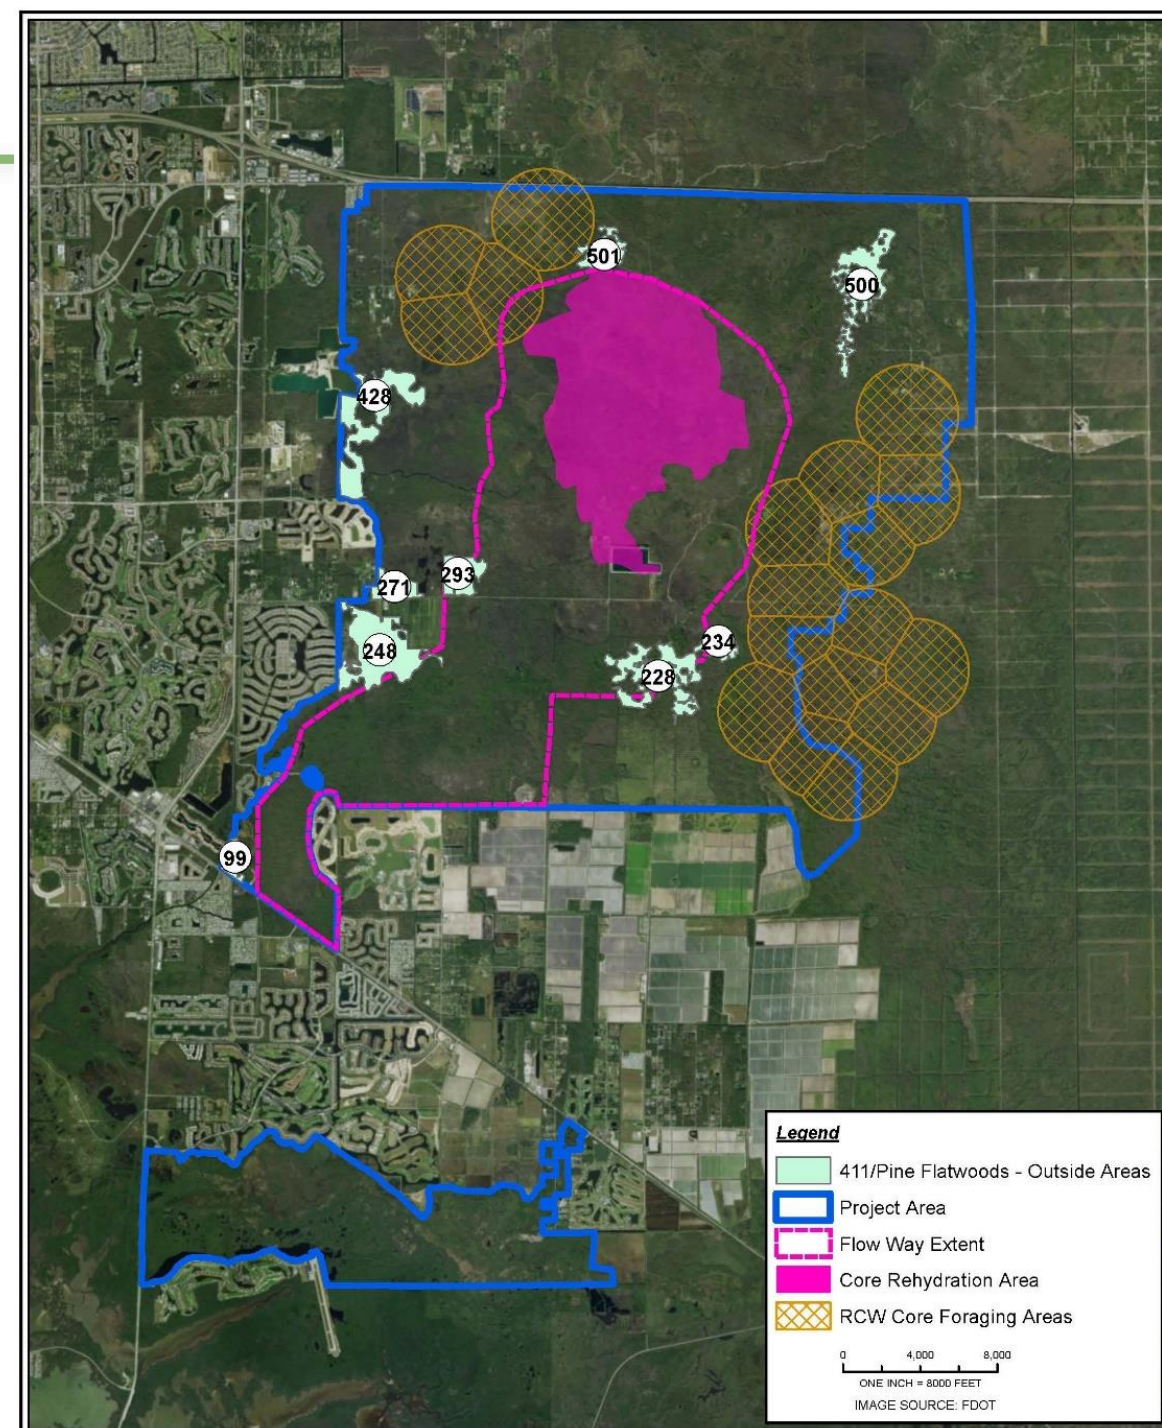 501
500
428
293
271
248
234
228
99
Legend
411/Pine Flatwoods - Outside Areas
Project Area
Flow Way Extent
Core Rehydration Area
RCW Core Foraging Areas
0 4,000 8,000
ONE INCH = 8000 FEET
IMAGE SOURCE: FDOT